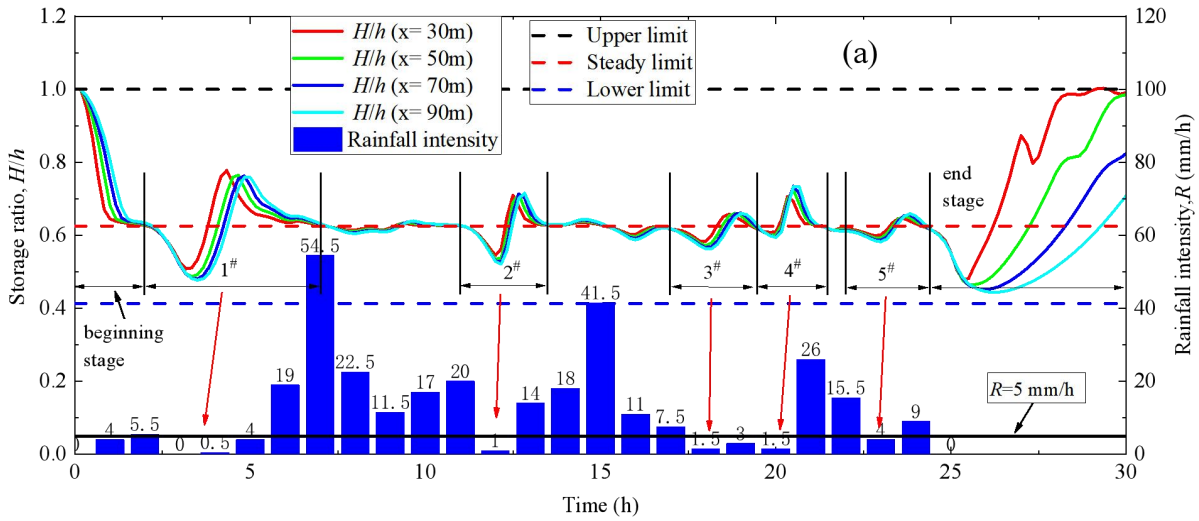 H/h (x= 30m)
H/h (x= 50m)
H/h (x= 70m)
H/h (x= 90m)
Rainfall intensity
Upper limit
Steady limit
Lower limit
(a)
Storage ratio, H/h
1.2
1.0
0.8
0.6
0.4
0.2
0.0
Rainfall intensity,R (mm/h)
120
100
80
60
40
20
0
end
stage
beginning
stage
1#
2#
3#
4#
5#
R=5 mm/h
0 4 5.5 0 0.5 4 19 54.5 22.5 11.5 17 20 1 14 18 41.5 11 7.5 1.5 3 1.5 26 15.5 4 9 0
0 5 10 15 20 25 30
Time (h)